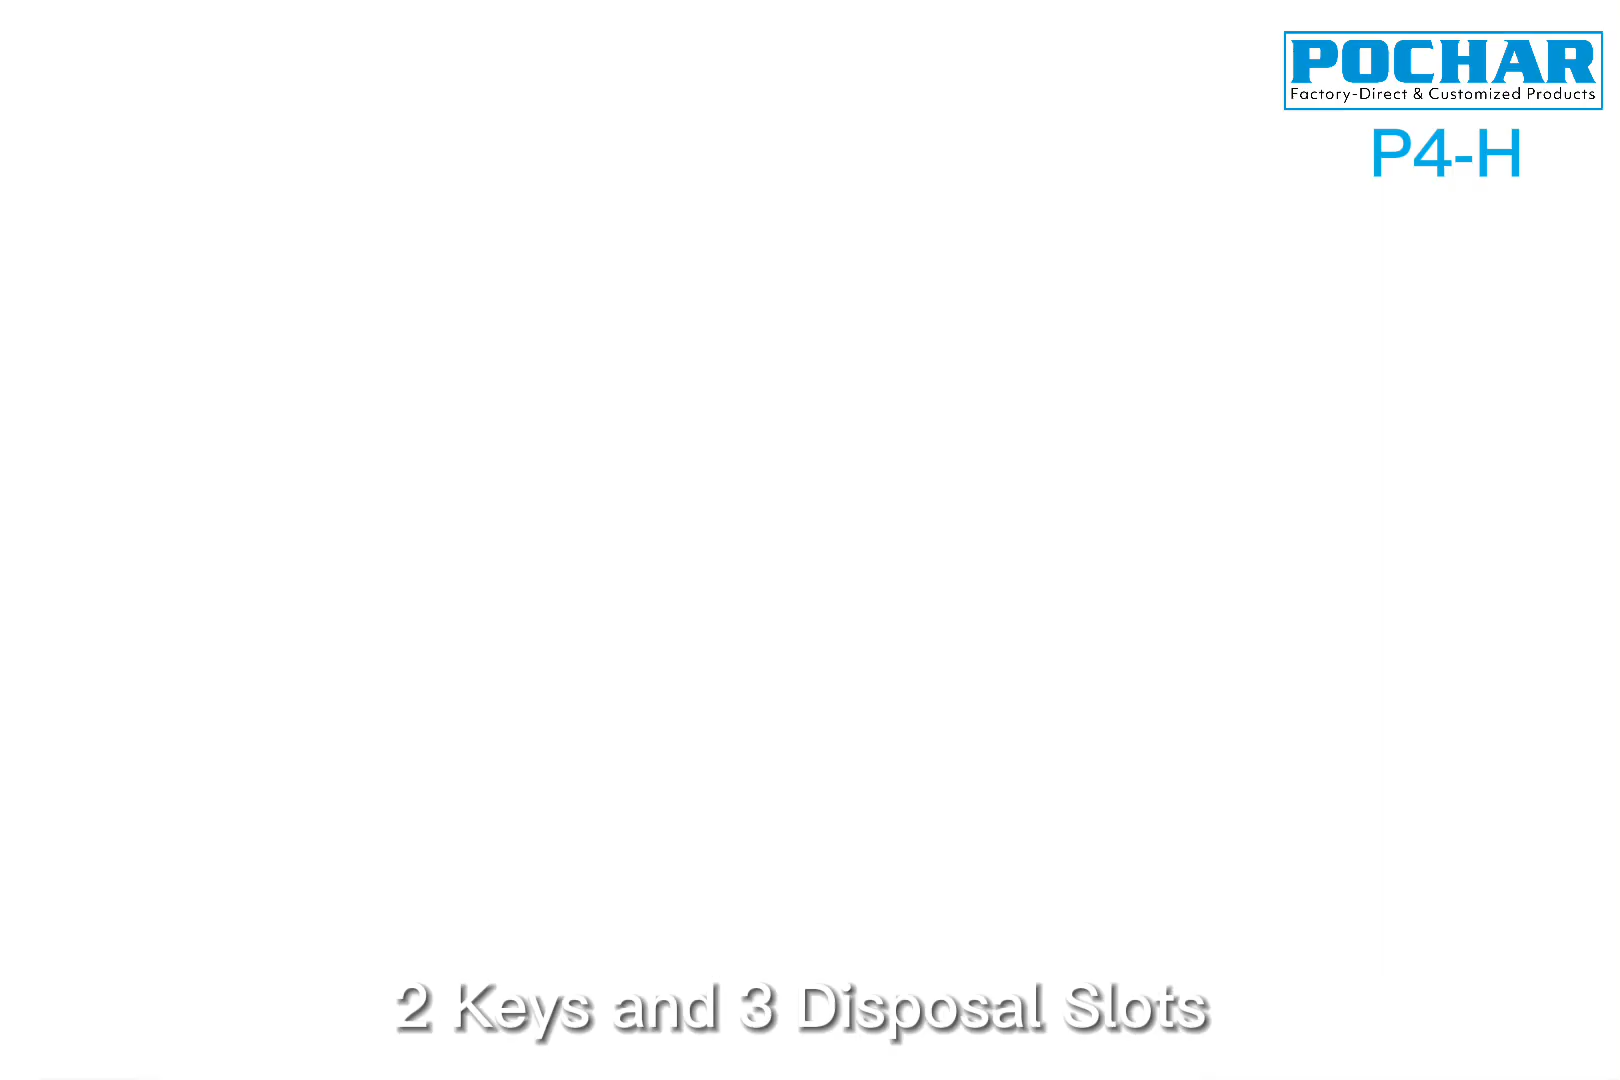 POCHAR
Factory-Direct & Customized Products
P4-H
2 Keys and 3 Disposal Slots